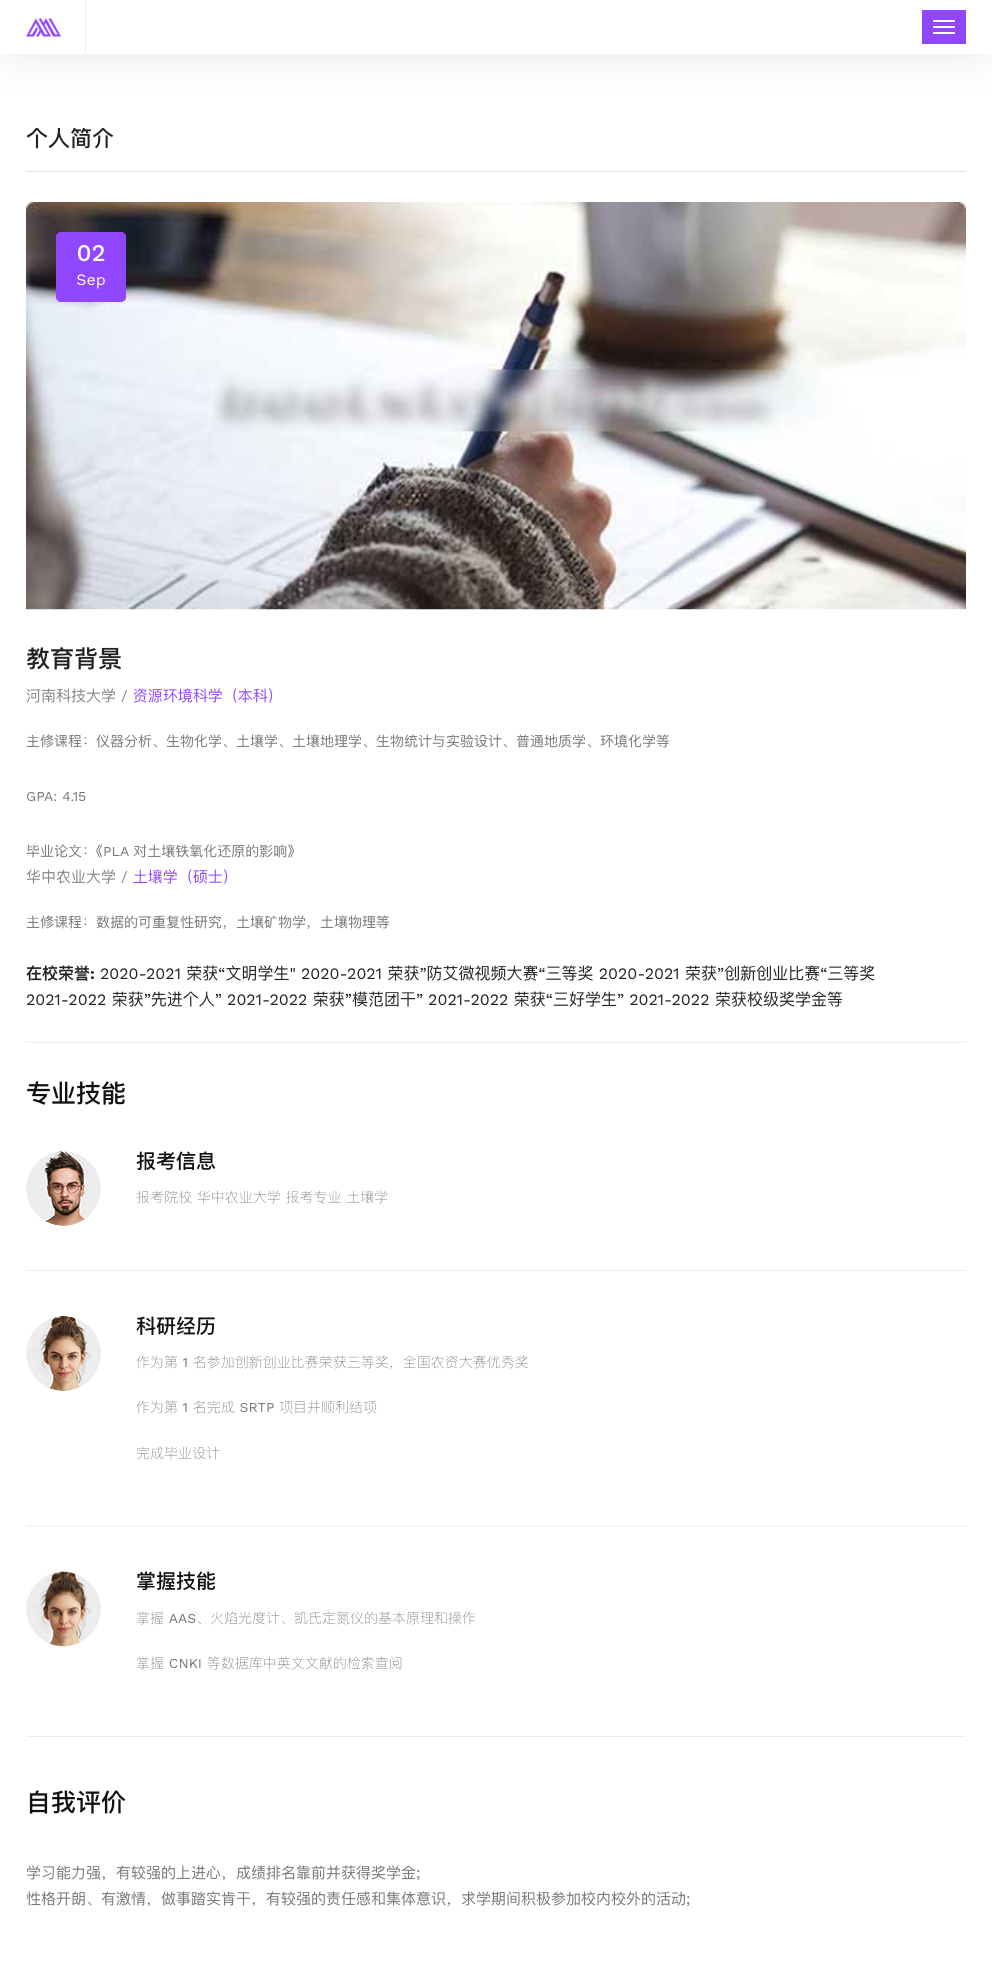 个人简介
02
Sep
教育背景
河南科技大学 / 资源环境科学（本科）
主修课程：仪器分析、生物化学、土壤学、土壤地理学、生物统计与实验设计、普通地质学、环境化学等
GPA: 4.15
毕业论文：《PLA 对土壤铁氧化还原的影响》
华中农业大学 / 土壤学（硕士）
主修课程：数据的可重复性研究，土壤矿物学，土壤物理等
在校荣誉: 2020-2021 荣获“文明学生" 2020-2021 荣获”防艾微视频大赛“三等奖 2020-2021 荣获”创新创业比赛“三等奖
2021-2022 荣获”先进个人” 2021-2022 荣获”模范团干” 2021-2022 荣获“三好学生” 2021-2022 荣获校级奖学金等
专业技能
报考信息
报考院校 华中农业大学 报考专业 土壤学
科研经历
作为第 1 名参加创新创业比赛荣获三等奖，全国农资大赛优秀奖
作为第 1 名完成 SRTP 项目并顺利结项
完成毕业设计
掌握技能
掌握 AAS、火焰光度计、凯氏定氮仪的基本原理和操作
掌握 CNKI 等数据库中英文文献的检索查阅
自我评价
学习能力强，有较强的上进心，成绩排名靠前并获得奖学金;
性格开朗、有激情，做事踏实肯干，有较强的责任感和集体意识，求学期间积极参加校内校外的活动;